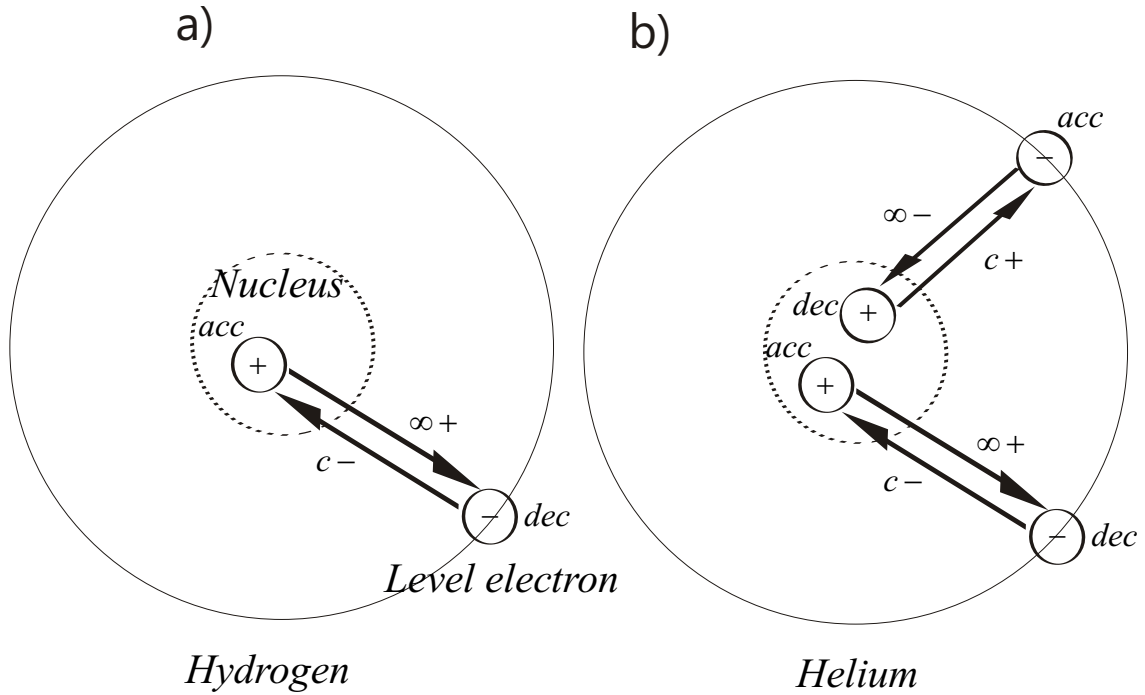 a)
Nucleus
acc
+
∞ +
c −
− dec
Level electron
Hydrogen
b)
acc
−
∞ −
c +
dec +
acc
+
∞ +
c −
− dec
Helium